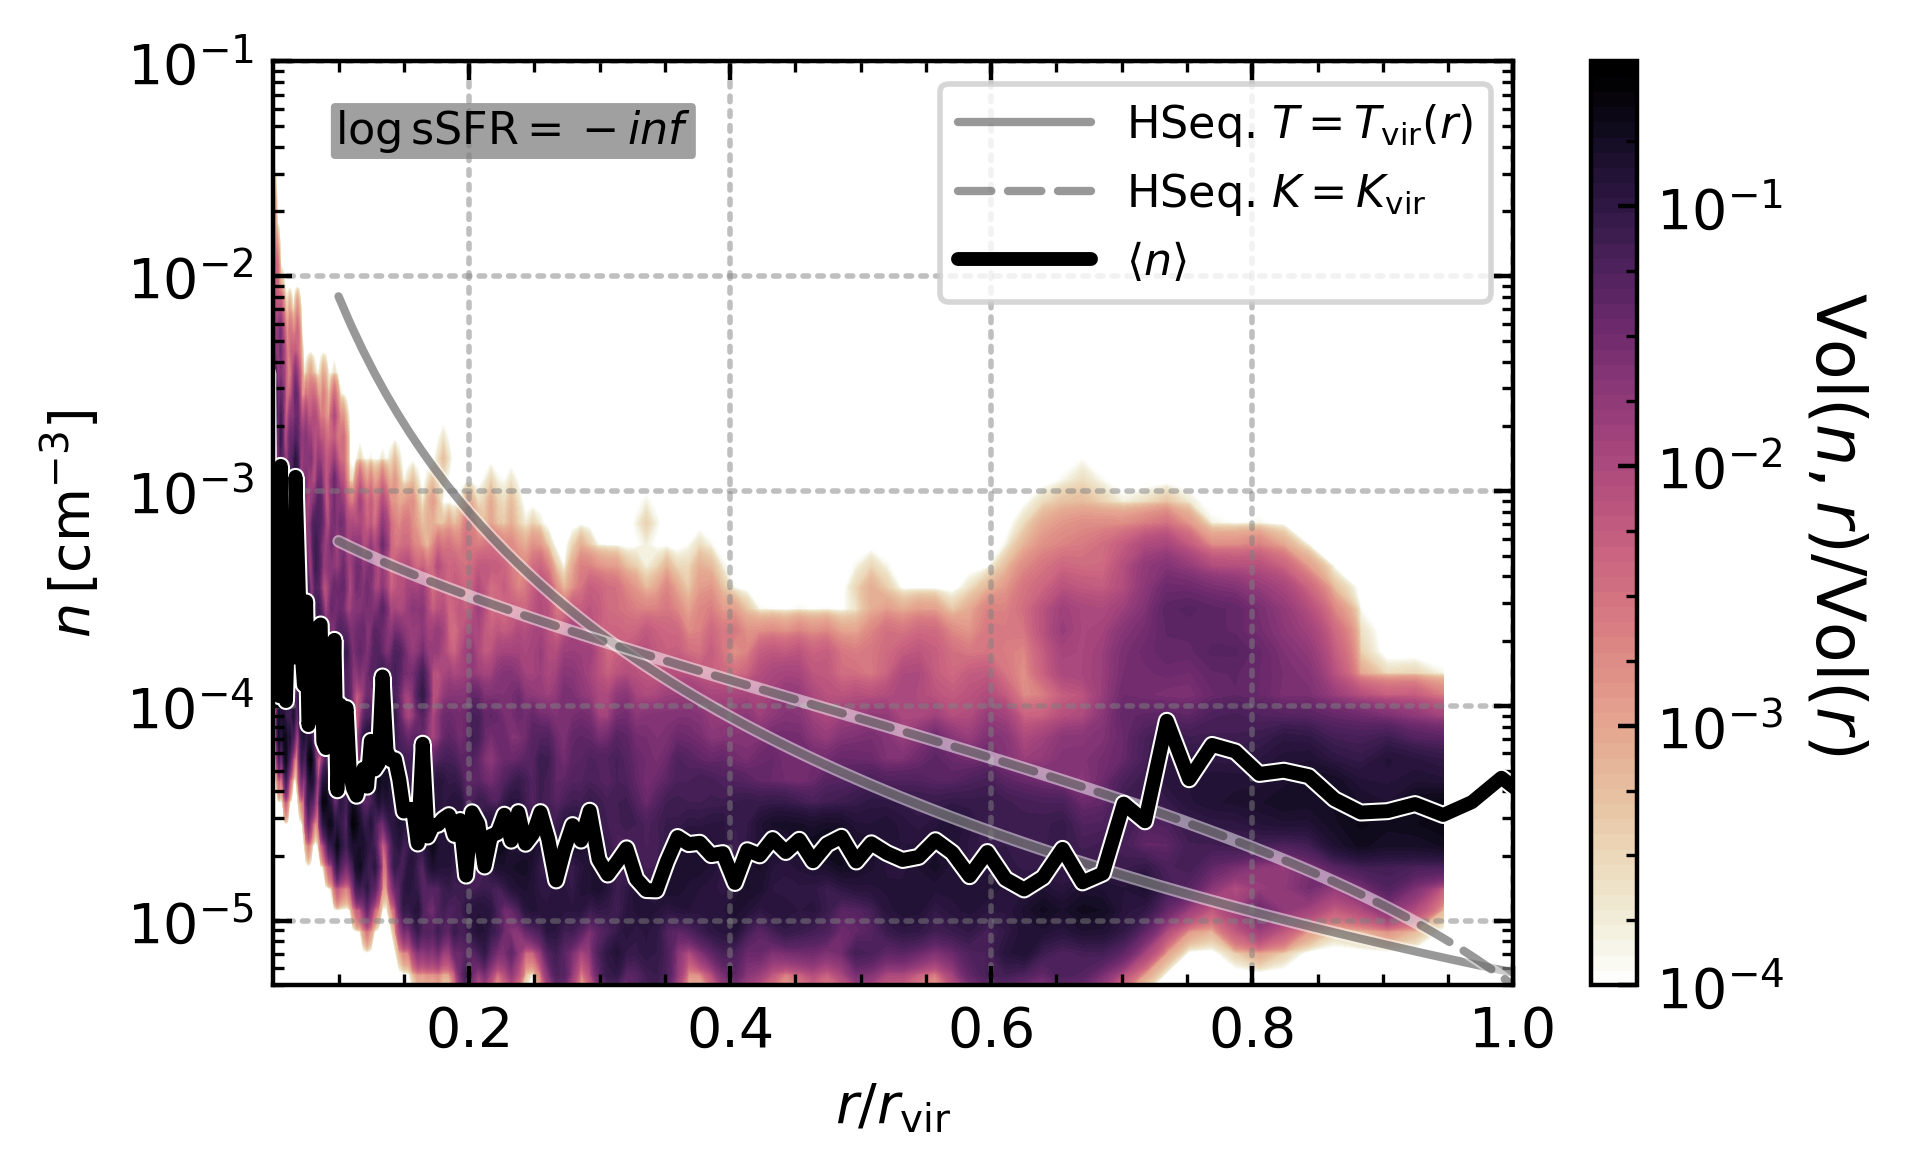 log sSFR = −inf
HSeq. T = T_vir(r)
HSeq. K = K_vir
⟨n⟩
n [cm⁻³]
10⁻¹
10⁻²
10⁻³
10⁻⁴
10⁻⁵
0.2 0.4 0.6 0.8 1.0
r/r_vir
10⁻¹
10⁻²
10⁻³
10⁻⁴
Vol(n, r)/Vol(r)